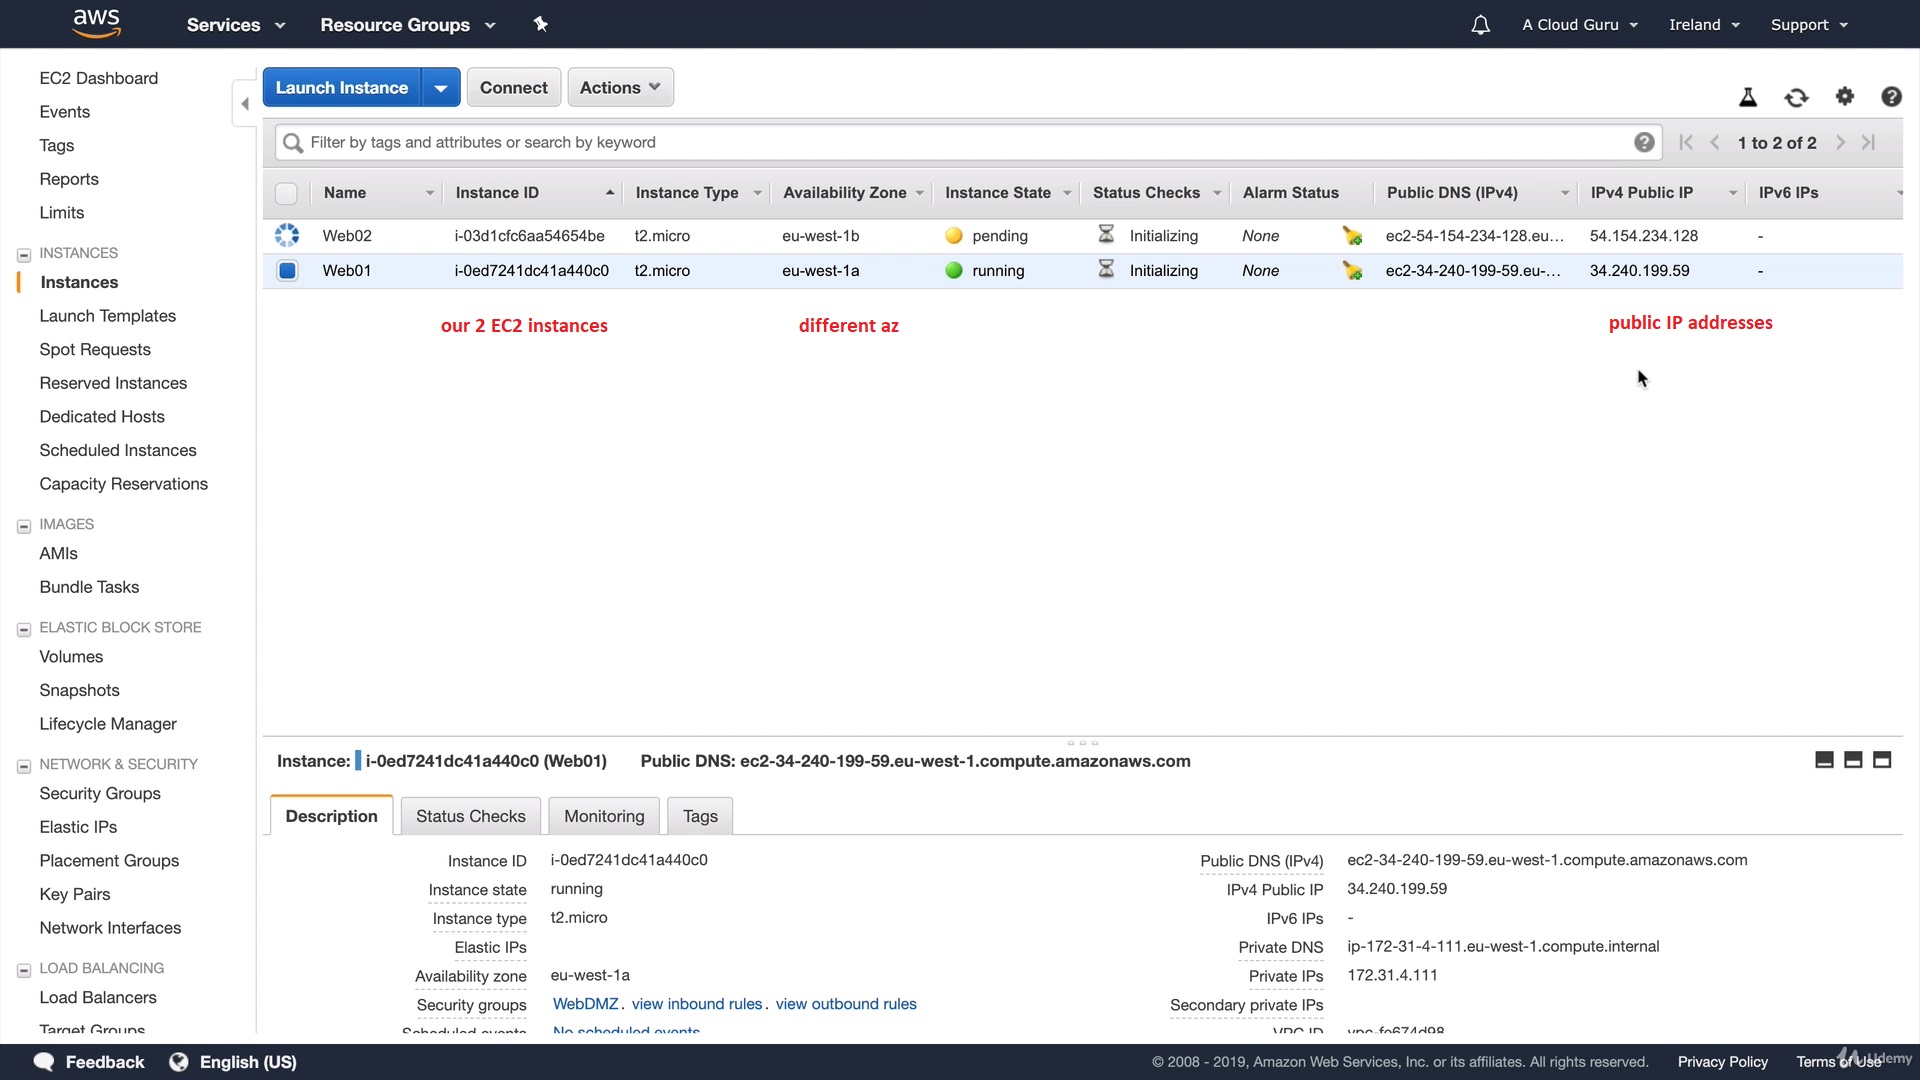 aws
Services
Resource Groups
A Cloud Guru
Ireland
Support
EC2 Dashboard
Events
Tags
Reports
Limits
INSTANCES
Instances
Launch Templates
Spot Requests
Reserved Instances
Dedicated Hosts
Scheduled Instances
Capacity Reservations
IMAGES
AMIs
Bundle Tasks
ELASTIC BLOCK STORE
Volumes
Snapshots
Lifecycle Manager
NETWORK & SECURITY
Security Groups
Elastic IPs
Placement Groups
Key Pairs
Network Interfaces
LOAD BALANCING
Load Balancers
Target Groups
Launch Instance
Connect
Actions
Filter by tags and attributes or search by keyword
1 to 2 of 2
Name Instance ID Instance Type Availability Zone Instance State Status Checks Alarm Status Public DNS (IPv4) IPv4 Public IP IPv6 IPs
Web02 i-03d1cfc6aa54654be t2.micro eu-west-1b pending Initializing None ec2-54-154-234-128.eu... 54.154.234.128 -
Web01 i-0ed7241dc41a440c0 t2.micro eu-west-1a running Initializing None ec2-34-240-199-59.eu-... 34.240.199.59 -
our 2 EC2 instances different az public IP addresses
Instance: i-0ed7241dc41a440c0 (Web01) Public DNS: ec2-34-240-199-59.eu-west-1.compute.amazonaws.com
Description
Status Checks
Monitoring
Tags
Instance ID i-0ed7241dc41a440c0
Instance state running
Instance type t2.micro
Elastic IPs
Availability zone eu-west-1a
Security groups WebDMZ. view inbound rules. view outbound rules
Scheduled events No scheduled events
Public DNS (IPv4) ec2-34-240-199-59.eu-west-1.compute.amazonaws.com
IPv4 Public IP 34.240.199.59
IPv6 IPs -
Private DNS ip-172-31-4-111.eu-west-1.compute.internal
Private IPs 172.31.4.111
Secondary private IPs
VPC ID vpc-fe674d98
Feedback
English (US)
© 2008 - 2019, Amazon Web Services, Inc. or its affiliates. All rights reserved.
Privacy Policy
Terms of Use
Udemy